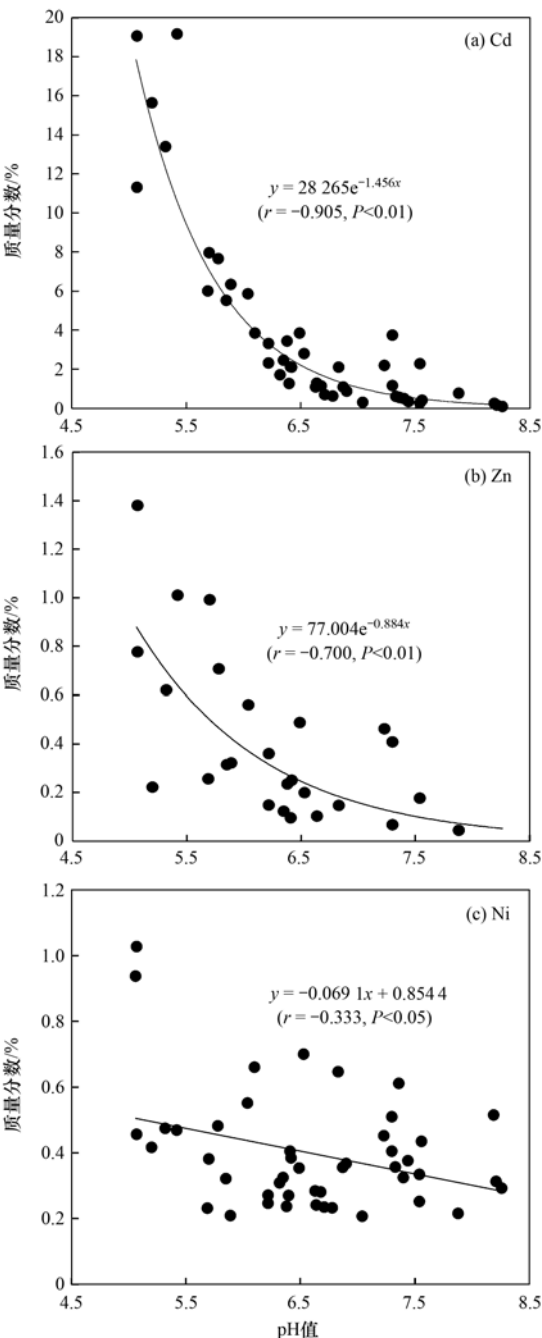 20
(a) Cd
18
16
14
12
y = 28 265e^−1.456x
(r = −0.905, P<0.01)
10
8
6
4
2
0
4.5 5.5 6.5 7.5 8.5
质量分数/%
1.6
(b) Zn
1.4
1.2
1.0
y = 77.004e^−0.884x
(r = −0.700, P<0.01)
0.8
0.6
0.4
0.2
0
4.5 5.5 6.5 7.5 8.5
质量分数/%
1.2
(c) Ni
1.0
y = −0.069 1x + 0.854 4
(r = −0.333, P<0.05)
0.8
0.6
0.4
0.2
0
4.5 5.5 6.5 7.5 8.5
质量分数/%
pH值